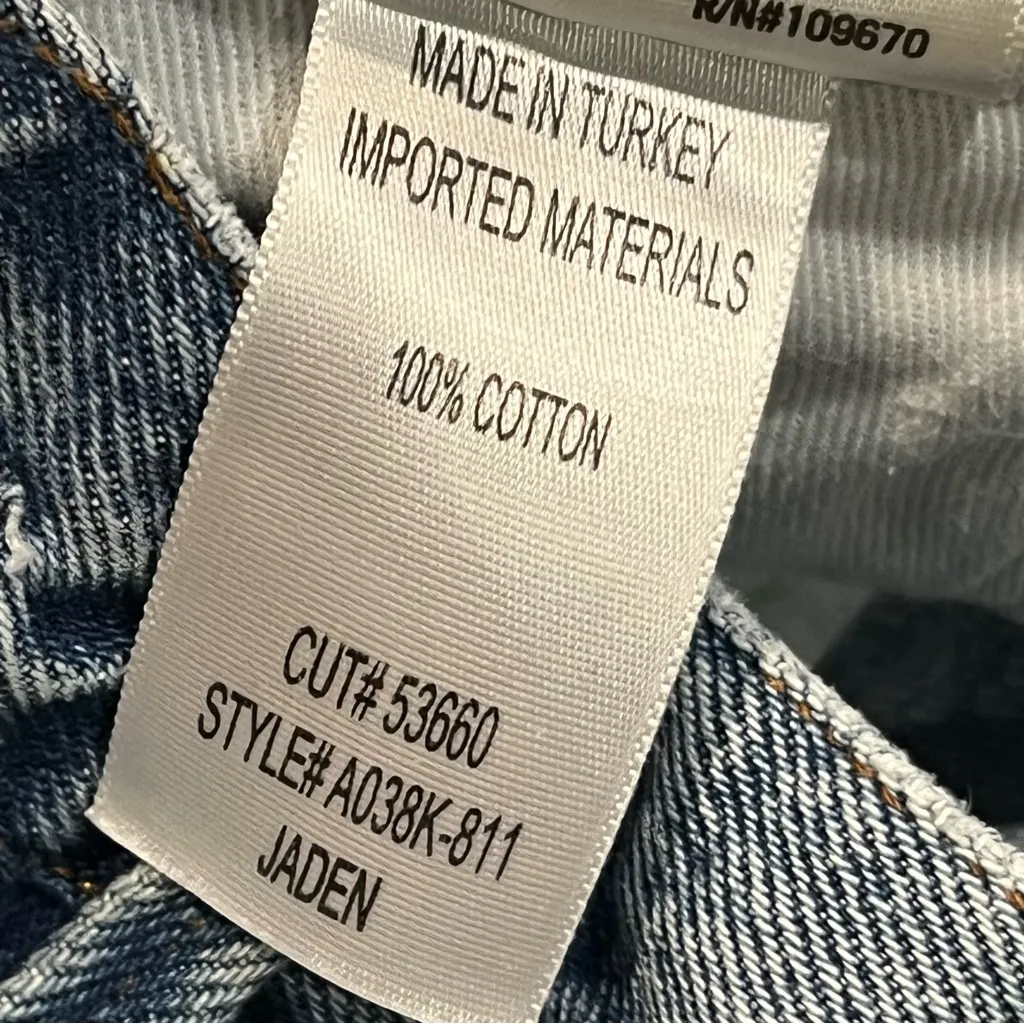 R/N#109670
MADE IN TURKEY
IMPORTED MATERIALS
100% COTTON
CUT# 53660
STYLE# A038K-811
JADEN